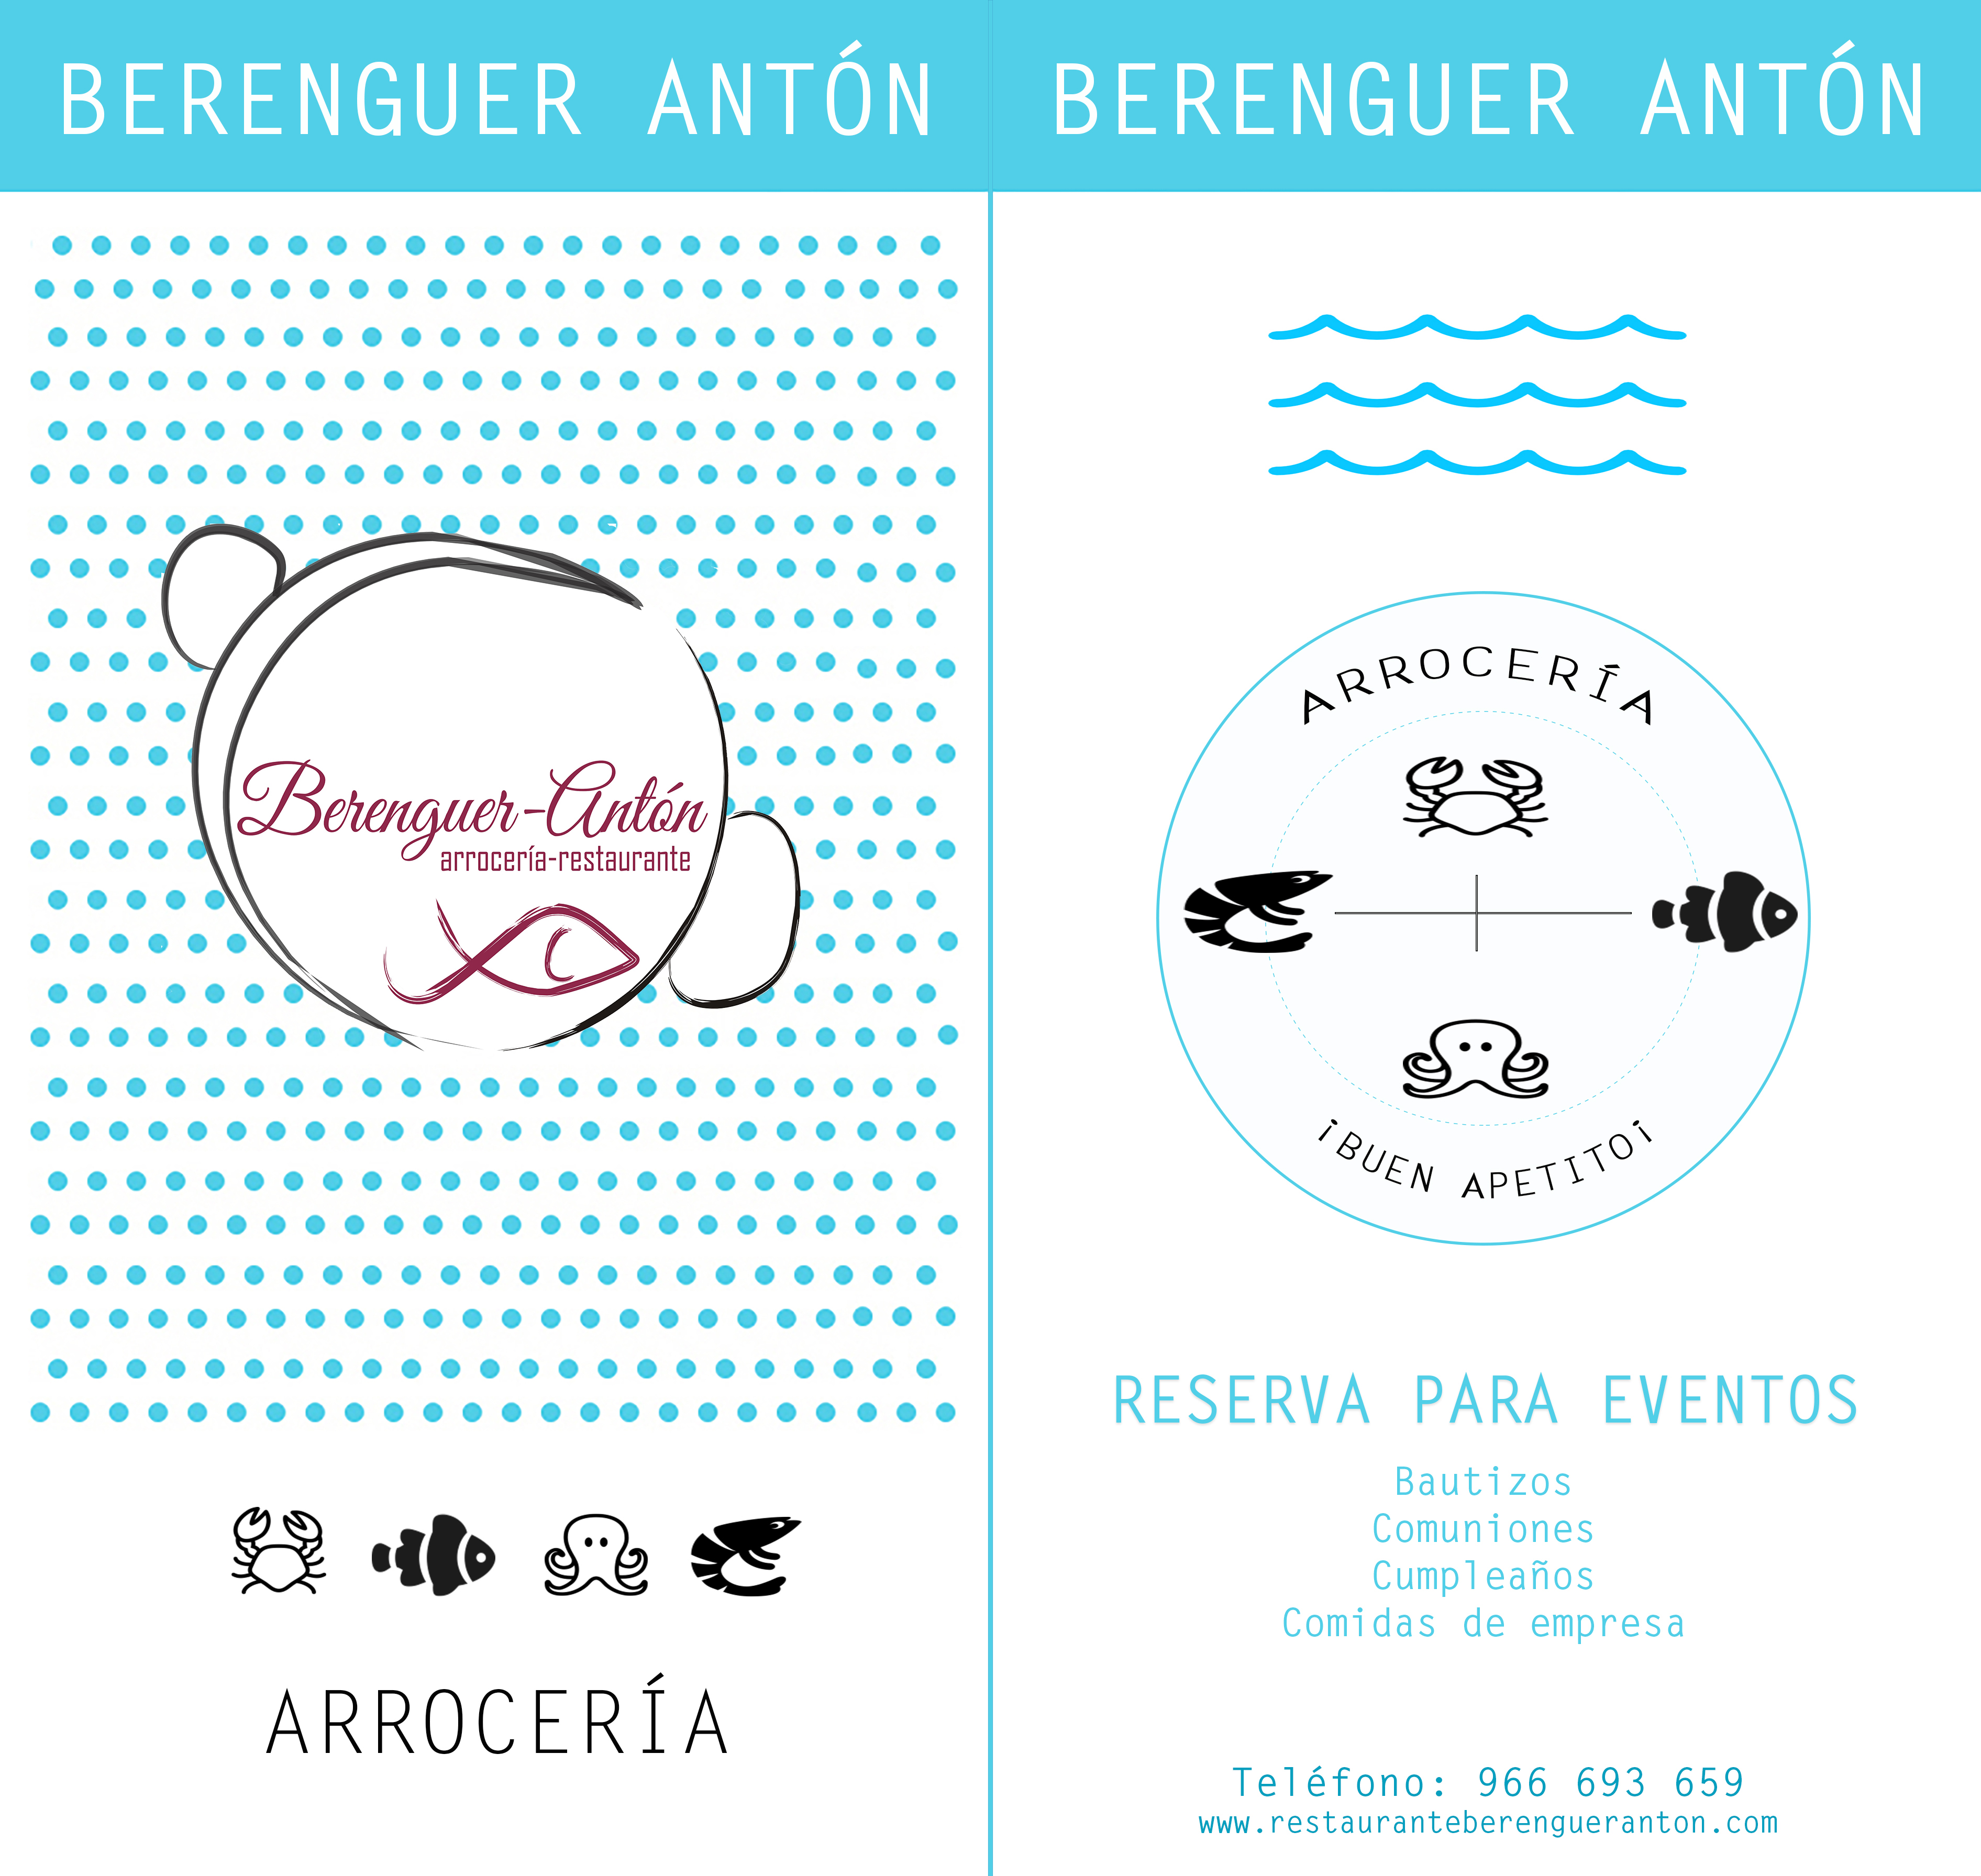 BERENGUER ANTÓN
Berenguer-Antón
arrocería-restaurante
ARROCERÍA
BERENGUER ANTÓN
ARROCERÍA
¡BUEN APETITO¡
RESERVA PARA EVENTOS
Bautizos
Comuniones
Cumpleaños
Comidas de empresa
Teléfono: 966 693 659
www.restauranteberengueranton.com